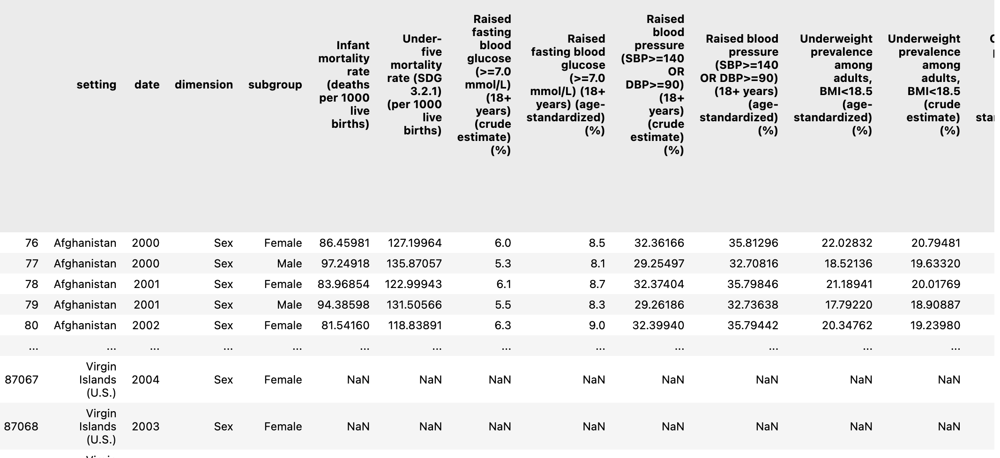 setting date dimension subgroup Infant mortality rate (deaths per 1000 live births) Under-five mortality rate (SDG 3.2.1) (per 1000 live births) Raised fasting blood glucose (>=7.0 mmol/L) (18+ years) (crude estimate) (%) Raised fasting blood glucose (>=7.0 mmol/L) (18+ years) (age-standardized) (%) Raised blood pressure (SBP>=140 OR DBP>=90) (18+ years) (crude estimate) (%) Raised blood pressure (SBP>=140 OR DBP>=90) (18+ years) (age-standardized) (%) Underweight prevalence among adults, BMI<18.5 (age-standardized) (%) Underweight prevalence among adults, BMI<18.5 (crude estimate) (%)
76 Afghanistan 2000 Sex Female 86.45981 127.19964 6.0 8.5 32.36166 35.81296 22.02832 20.79481
77 Afghanistan 2000 Sex Male 97.24918 135.87057 5.3 8.1 29.25497 32.70816 18.52136 19.63320
78 Afghanistan 2001 Sex Female 83.96854 122.99943 6.1 8.7 32.37404 35.79846 21.18941 20.01769
79 Afghanistan 2001 Sex Male 94.38598 131.50566 5.5 8.3 29.26186 32.73638 17.79220 18.90887
80 Afghanistan 2002 Sex Female 81.54160 118.83891 6.3 9.0 32.39940 35.79442 20.34762 19.23980
... ... ... ... ... ... ... ... ... ... ... ... ...
87067 Virgin Islands (U.S.) 2004 Sex Female NaN NaN NaN NaN NaN NaN NaN NaN
87068 Virgin Islands (U.S.) 2003 Sex Female NaN NaN NaN NaN NaN NaN NaN NaN